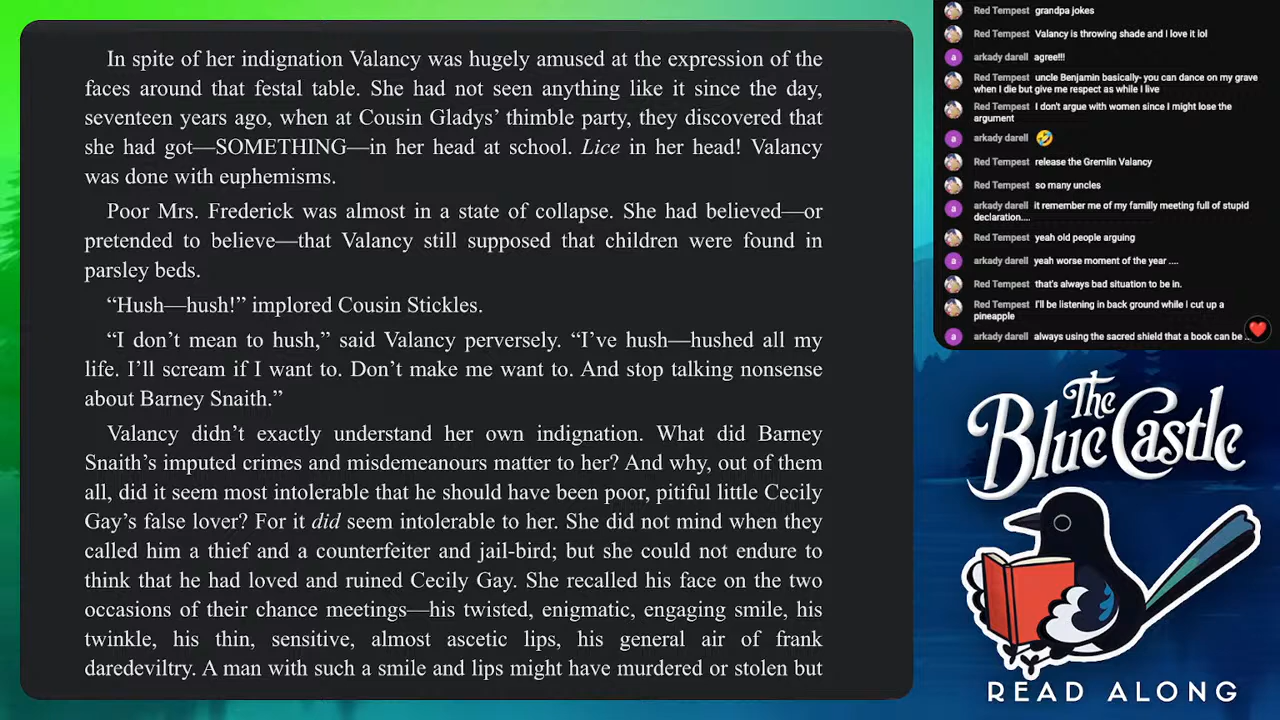 In spite of her indignation Valancy was hugely amused at the expression of the
faces around that festal table. She had not seen anything like it since the day,
seventeen years ago, when at Cousin Gladys’ thimble party, they discovered that
she had got—SOMETHING—in her head at school. Lice in her head! Valancy
was done with euphemisms.
Poor Mrs. Frederick was almost in a state of collapse. She had believed—or
pretended to believe—that Valancy still supposed that children were found in
parsley beds.
“Hush—hush!” implored Cousin Stickles.
“I don’t mean to hush,” said Valancy perversely. “I’ve hush—hushed all my
life. I’ll scream if I want to. Don’t make me want to. And stop talking nonsense
about Barney Snaith.”
Valancy didn’t exactly understand her own indignation. What did Barney
Snaith’s imputed crimes and misdemeanours matter to her? And why, out of them
all, did it seem most intolerable that he should have been poor, pitiful little Cecily
Gay’s false lover? For it did seem intolerable to her. She did not mind when they
called him a thief and a counterfeiter and jail-bird; but she could not endure to
think that he had loved and ruined Cecily Gay. She recalled his face on the two
occasions of their chance meetings—his twisted, enigmatic, engaging smile, his
twinkle, his thin, sensitive, almost ascetic lips, his general air of frank
daredeviltry. A man with such a smile and lips might have murdered or stolen but
Red Tempest grandpa jokes
Red Tempest Valancy is throwing shade and I love it lol
a arkady darell agree!!!
Red Tempest uncle Benjamin basically- you can dance on my grave
when I die but give me respect as while I live
Red Tempest I don't argue with women since I might lose the
argument
a arkady darell 🤣
Red Tempest release the Gremlin Valancy
Red Tempest so many uncles
a arkady darell it remember me of my familly meeting full of stupid
declaration....
Red Tempest yeah old people arguing
a arkady darell yeah worse moment of the year ....
Red Tempest that's always bad situation to be in.
Red Tempest I'll be listening in back ground while I cut up a
pineapple
a arkady darell always using the sacred shield that a book can be ..
The
Blue Castle
READ ALONG